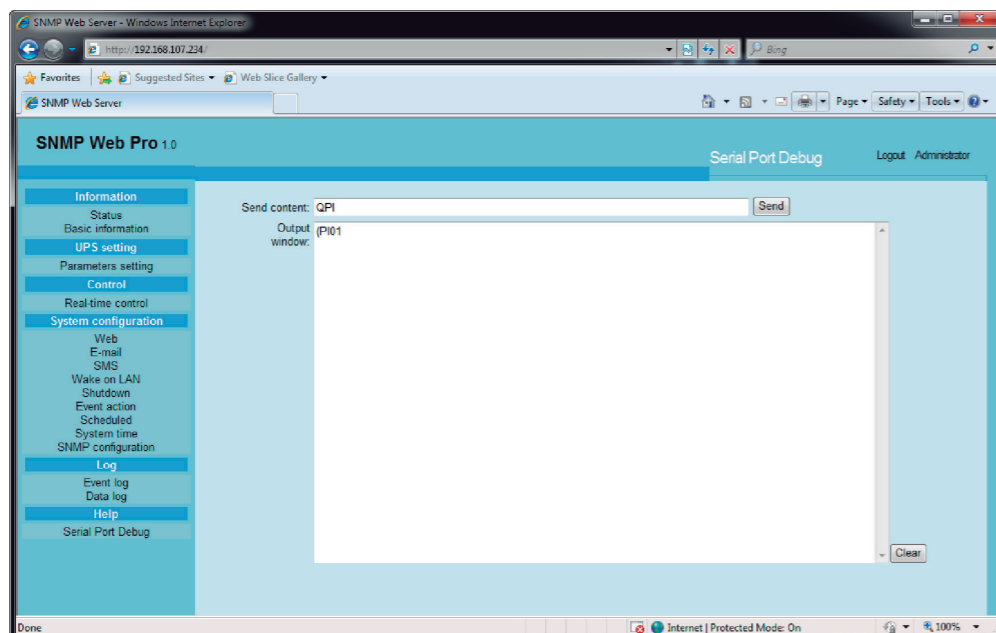 SNMP Web Server - Windows Internet Explorer
http://192.168.107.234/
Bing
Favorites Suggested Sites Web Slice Gallery
SNMP Web Server
Page Safety Tools
SNMP Web Pro 1.0
Serial Port Debug
Logout Administrator
Information
Status
Basic information
UPS setting
Parameters setting
Control
Real-time control
System configuration
Web
E-mail
SMS
Wake on LAN
Shutdown
Event action
Scheduled
System time
SNMP configuration
Log
Event log
Data log
Help
Serial Port Debug
Send content: QPI Send
Output window: (PI01
Clear
Done
Internet | Protected Mode: On
100%